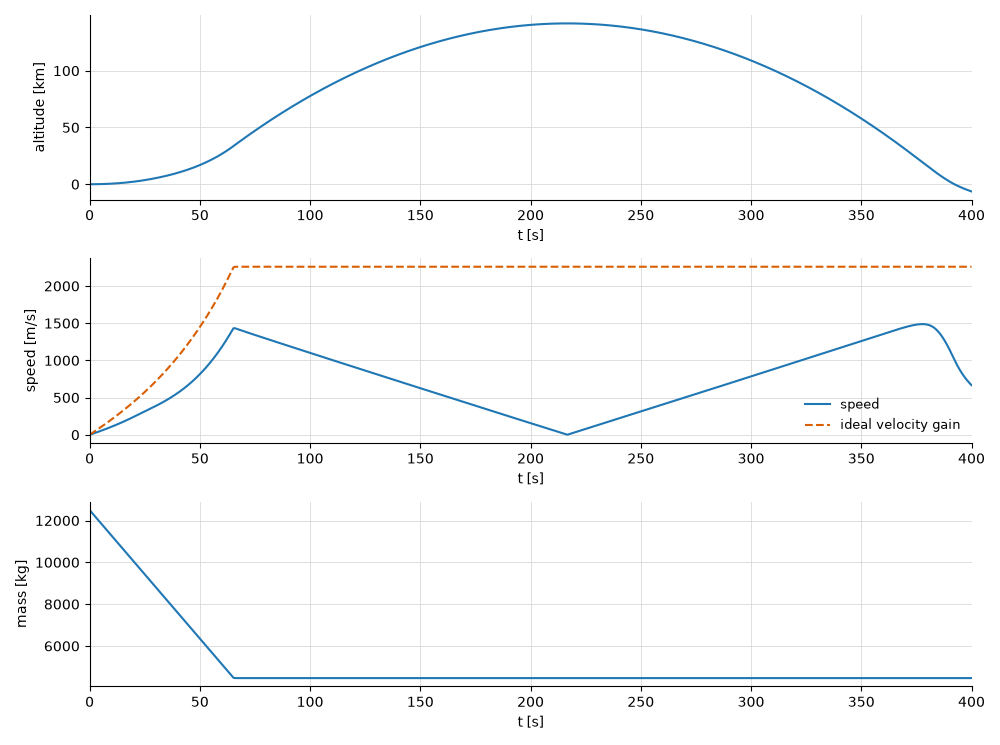 altitude [km]
100
50
0
0 50 100 150 200 250 300 350 400
t [s]
speed [m/s]
2000
1500
1000
500
0
speed
ideal velocity gain
0 50 100 150 200 250 300 350 400
t [s]
mass [kg]
12000
10000
8000
6000
0 50 100 150 200 250 300 350 400
t [s]